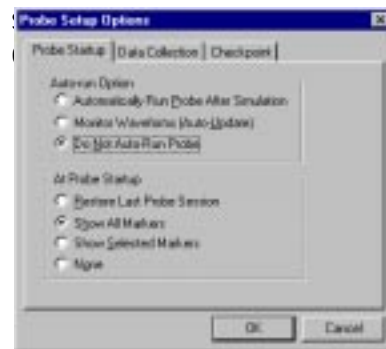 Probe Setup Options
Probe Startup Data Collection Checkpoint
Auto-run Option
Automatically Run Probe After Simulation
Monitor Waveforms (Auto-Update)
Do Not Auto-Run Probe
At Probe Startup
Restore Last Probe Session
Show All Markers
Show Selected Markers
None
OK Cancel